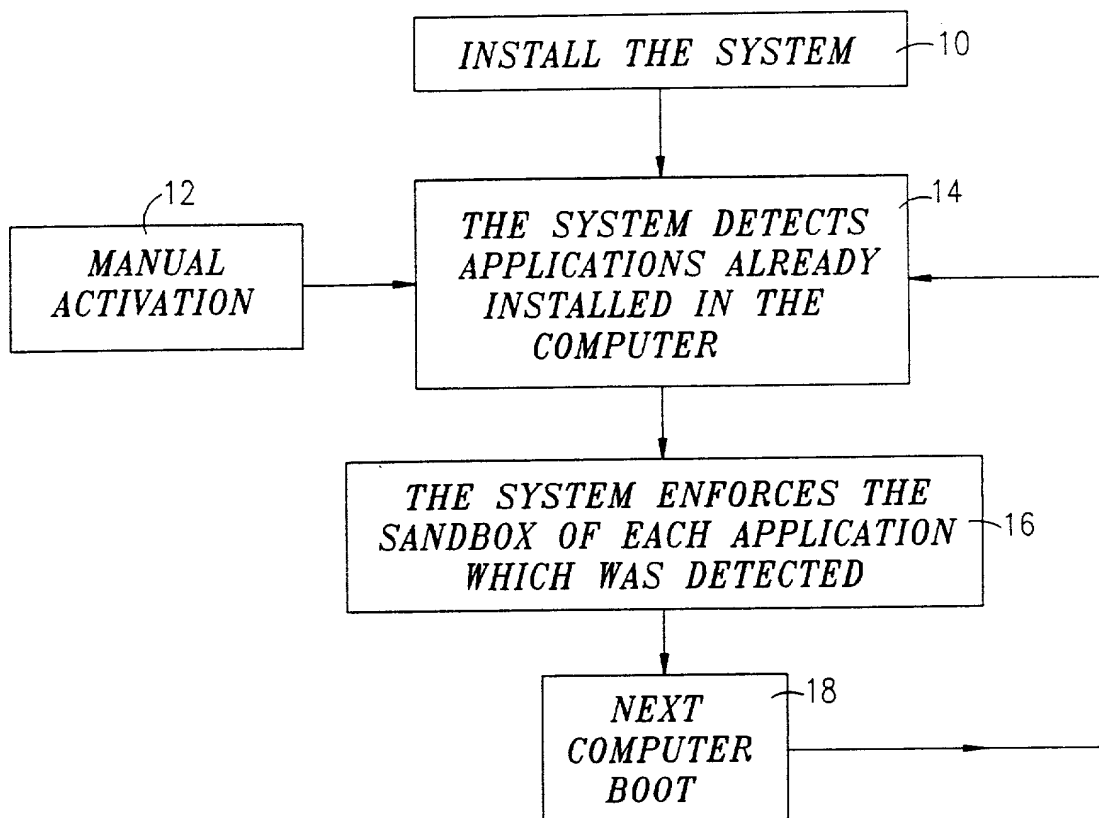 INSTALL THE SYSTEM
10
12
MANUAL
ACTIVATION
14
THE SYSTEM DETECTS
APPLICATIONS ALREADY
INSTALLED IN THE
COMPUTER
THE SYSTEM ENFORCES THE
SANDBOX OF EACH APPLICATION
WHICH WAS DETECTED
16
18
NEXT
COMPUTER
BOOT